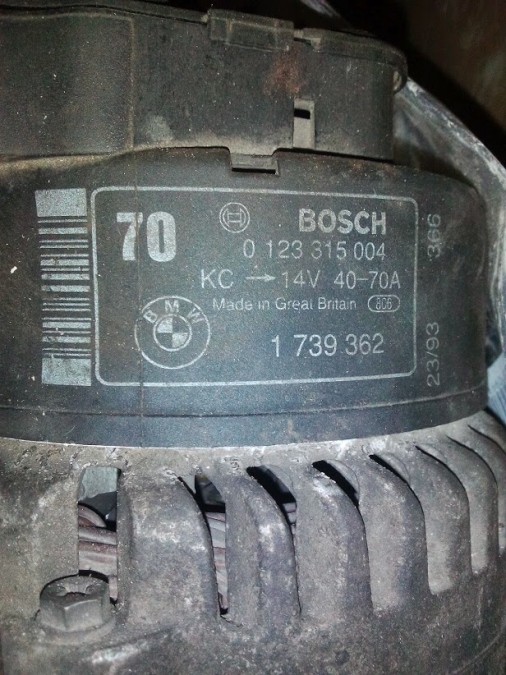 70
BOSCH
0 123 315 004
KC → 14V 40-70A
Made in Great Britain 806
BMW
1 739 362
23/93 366